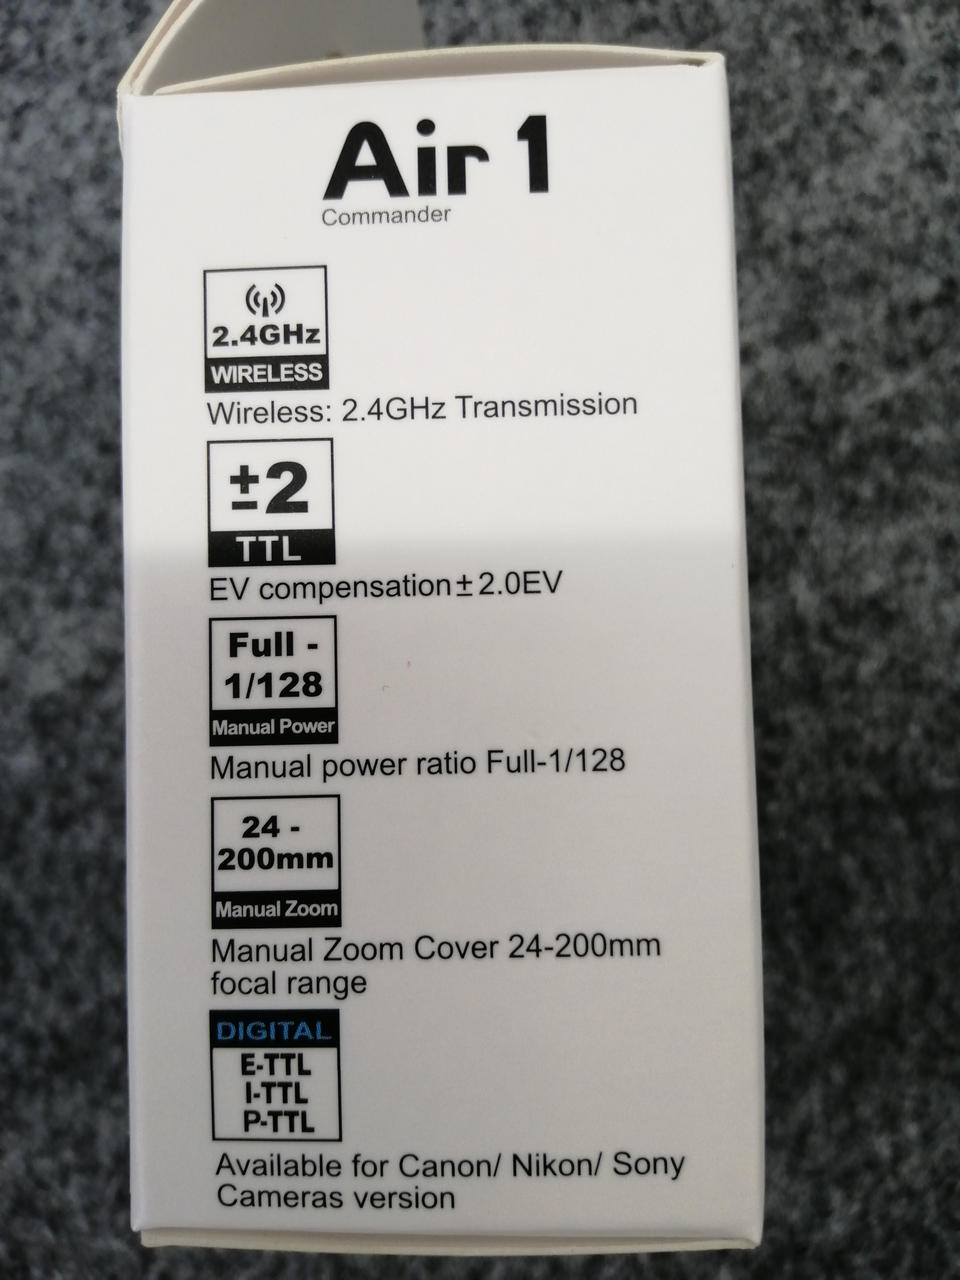 Air 1
Commander
2.4GHz
WIRELESS
Wireless: 2.4GHz Transmission
±2
TTL
EV compensation±2.0EV
Full -
1/128
Manual Power
Manual power ratio Full-1/128
24 -
200mm
Manual Zoom
Manual Zoom Cover 24-200mm
focal range
DIGITAL
E-TTL
I-TTL
P-TTL
Available for Canon/ Nikon/ Sony
Cameras version